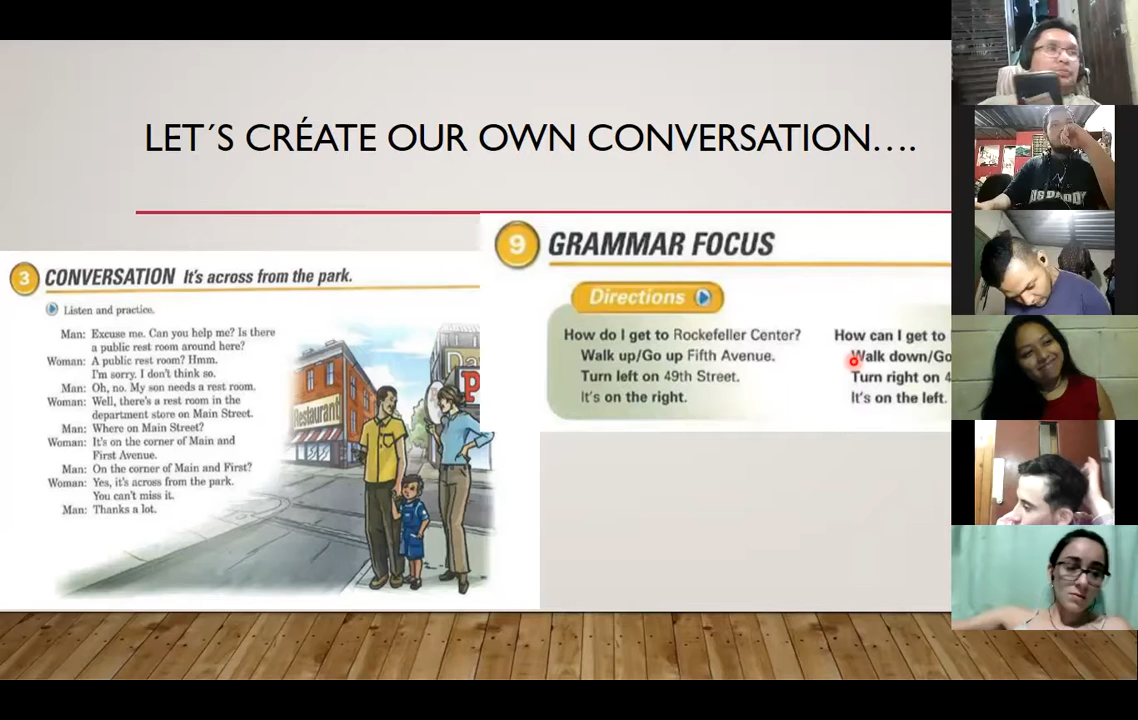 LET´S CRÉATE OUR OWN CONVERSATION….
3 CONVERSATION It's across from the park.
Listen and practice.
Man: Excuse me. Can you help me? Is there
a public rest room around here?
Woman: A public rest room? Hmm.
I'm sorry. I don't think so.
Man: Oh, no. My son needs a rest room.
Woman: Well, there's a rest room in the
department store on Main Street.
Man: Where on Main Street?
Woman: It's on the corner of Main and
First Avenue.
Man: On the corner of Main and First?
Woman: Yes, it's across from the park.
You can't miss it.
Man: Thanks a lot.
Restaurant
9 GRAMMAR FOCUS
Directions
How do I get to Rockefeller Center?
Walk up/Go up Fifth Avenue.
Turn left on 49th Street.
It's on the right.
How can I get to
Walk down/Go
Turn right on 4
It's on the left.